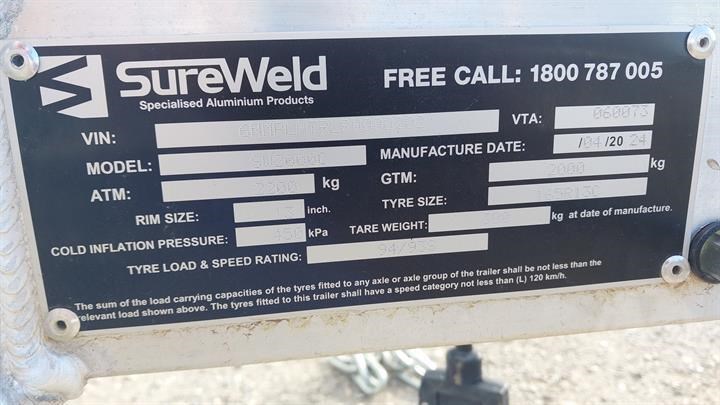 SureWeld
Specialised Aluminium Products
FREE CALL: 1800 787 005
VIN:
VTA: 060073
MODEL:
MANUFACTURE DATE: /04 /20 24
ATM: 2200 kg
GTM: 2000 kg
RIM SIZE: 13 inch.
TYRE SIZE: 165R13C
COLD INFLATION PRESSURE: 450 kPa
TARE WEIGHT: kg at date of manufacture.
TYRE LOAD & SPEED RATING:
The sum of the load carrying capacities of the tyres fitted to any axle or axle group of the trailer shall be not less than the
relevant load shown above. The tyres fitted to this trailer shall have a speed category not less than (L) 120 km/h.